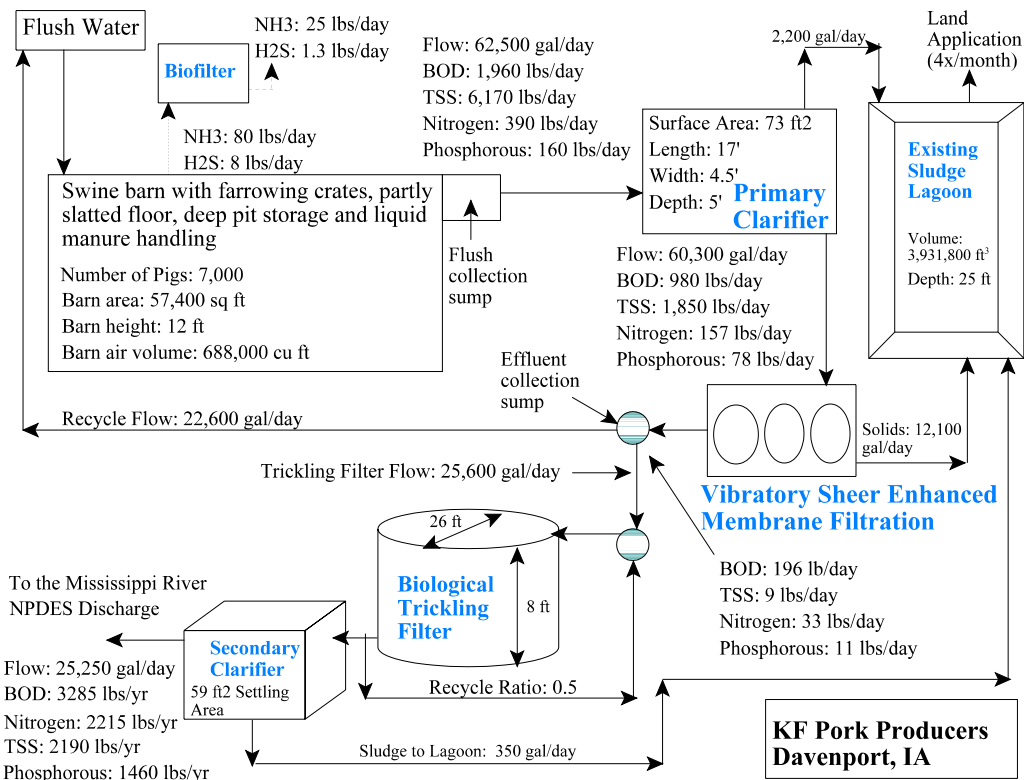 Flush Water
Biofilter
NH3: 25 lbs/day
H2S: 1.3 lbs/day
NH3: 80 lbs/day
H2S: 8 lbs/day
Flow: 62,500 gal/day
BOD: 1,960 lbs/day
TSS: 6,170 lbs/day
Nitrogen: 390 lbs/day
Phosphorous: 160 lbs/day
2,200 gal/day
Land
Application
(4x/month)
Surface Area: 73 ft2
Length: 17'
Width: 4.5'
Depth: 5'
Primary
Clarifier
Existing
Sludge
Lagoon
Volume:
3,931,800 ft³
Depth: 25 ft
Swine barn with farrowing crates, partly
slatted floor, deep pit storage and liquid
manure handling
Number of Pigs: 7,000
Barn area: 57,400 sq ft
Barn height: 12 ft
Barn air volume: 688,000 cu ft
Flush
collection
sump
Flow: 60,300 gal/day
BOD: 980 lbs/day
TSS: 1,850 lbs/day
Nitrogen: 157 lbs/day
Phosphorous: 78 lbs/day
Effluent
collection
sump
Recycle Flow: 22,600 gal/day
Solids: 12,100
gal/day
Trickling Filter Flow: 25,600 gal/day
Vibratory Sheer Enhanced
Membrane Filtration
26 ft
Biological
Trickling
Filter
8 ft
BOD: 196 lb/day
TSS: 9 lbs/day
Nitrogen: 33 lbs/day
Phosphorous: 11 lbs/day
To the Mississippi River
NPDES Discharge
Secondary
Clarifier
59 ft2 Settling
Area
Recycle Ratio: 0.5
Flow: 25,250 gal/day
BOD: 3285 lbs/yr
Nitrogen: 2215 lbs/yr
TSS: 2190 lbs/yr
Phosphorous: 1460 lbs/yr
Sludge to Lagoon: 350 gal/day
KF Pork Producers
Davenport, IA